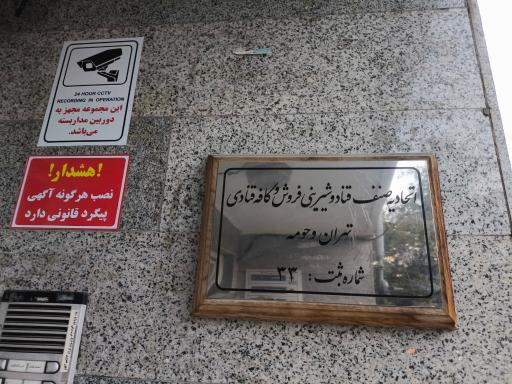 24 HOUR CCTV
RECORDING IN OPERATION
این مجموعه مجهز به
دوربین مداربسته
می‌باشد.
!هشدار!
نصب هرگونه آگهی
پیگرد قانونی دارد
اتحادیه صنف قناد و شیرینی فروش و کافه قنادی
تهران و حومه
شماره ثبت: ۳۳